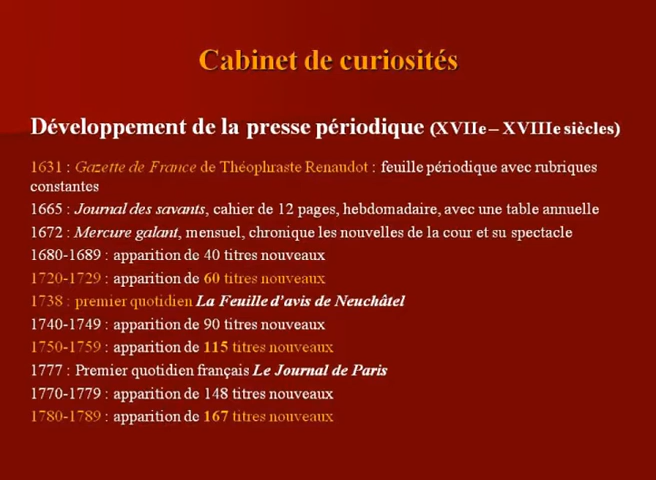 Cabinet de curiosités
Développement de la presse périodique (XVIIe – XVIIIe siècles)
1631 : Gazette de France de Théophraste Renaudot : feuille périodique avec rubriques
constantes
1665 : Journal des savants, cahier de 12 pages, hebdomadaire, avec une table annuelle
1672 : Mercure galant, mensuel, chronique les nouvelles de la cour et su spectacle
1680-1689 : apparition de 40 titres nouveaux
1720-1729 : apparition de 60 titres nouveaux
1738 : premier quotidien La Feuille d'avis de Neuchâtel
1740-1749 : apparition de 90 titres nouveaux
1750-1759 : apparition de 115 titres nouveaux
1777 : Premier quotidien français Le Journal de Paris
1770-1779 : apparition de 148 titres nouveaux
1780-1789 : apparition de 167 titres nouveaux